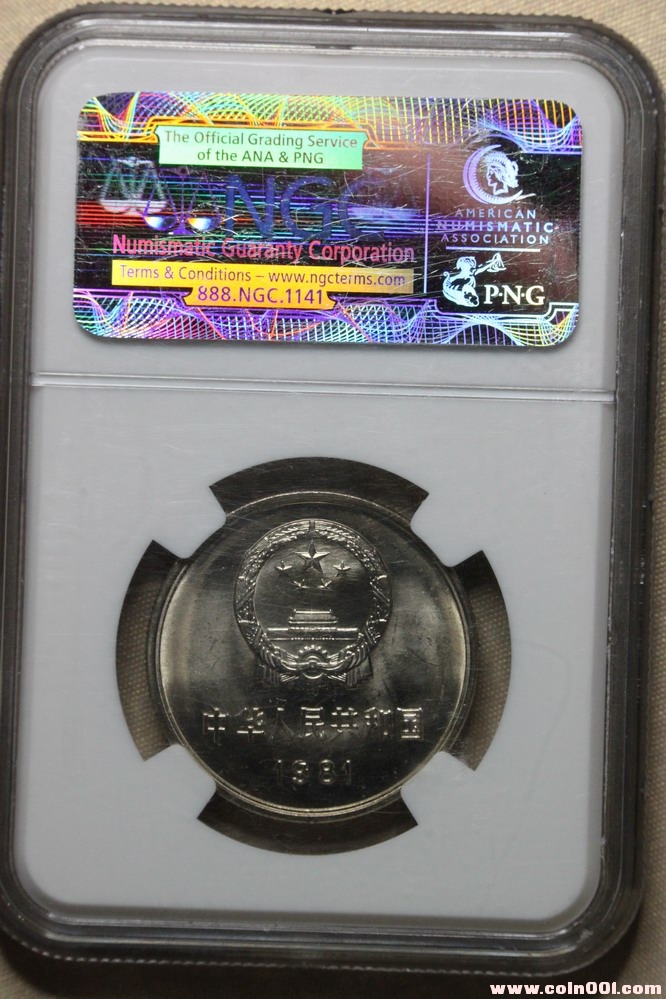 The Official Grading Service
of the ANA & PNG
NGC
Numismatic Guaranty Corporation
Terms & Conditions – www.ngcterms.com
888.NGC.1141
AMERICAN
NUMISMATIC
ASSOCIATION
P·N·G
中华人民共和国
1981
www.coin001.com